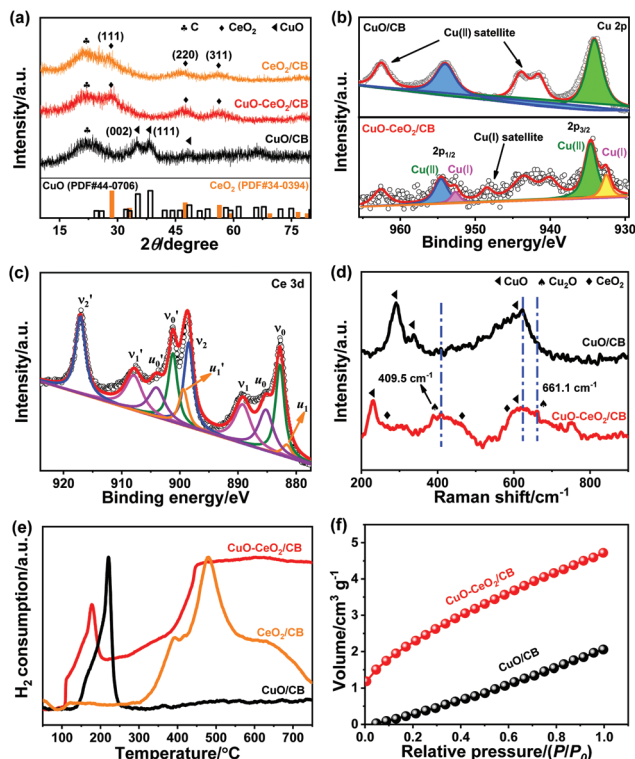 (a)
♣ C ♦ CeO₂ ◀ CuO
(111)
(220) (311)
CeO₂/CB
CuO-CeO₂/CB
(002) (111)
CuO/CB
CuO (PDF#44-0706) CeO₂ (PDF#34-0394)
Intensity/a.u.
15 30 45 60 75
2θ/degree
(b)
CuO/CB Cu 2p
Cu(II) satellite
CuO-CeO₂/CB
Cu(I) satellite
2p₁/₂ 2p₃/₂
Cu(II) Cu(I) Cu(II) Cu(I)
Intensity/a.u.
960 950 940 930
Binding energy/eV
(c)
Ce 3d
ν₂'
ν₁' u₀' ν₀' ν₂ u₁' ν₁ u₀ ν₀ u₁
Intensity/a.u.
920 910 900 890 880
Binding energy/eV
(d)
◀ CuO ♠ Cu₂O ♦ CeO₂
CuO/CB
409.5 cm⁻¹ 661.1 cm⁻¹
CuO-CeO₂/CB
Intensity/a.u.
200 400 600 800
Raman shift/cm⁻¹
(e)
CuO-CeO₂/CB
CeO₂/CB
CuO/CB
H₂ consumption/a.u.
100 200 300 400 500 600 700
Temperature/°C
(f)
CuO-CeO₂/CB
CuO/CB
Volume/cm³ g⁻¹
5
4
3
2
1
0
0.0 0.2 0.4 0.6 0.8 1.0
Relative pressure/(P/P₀)